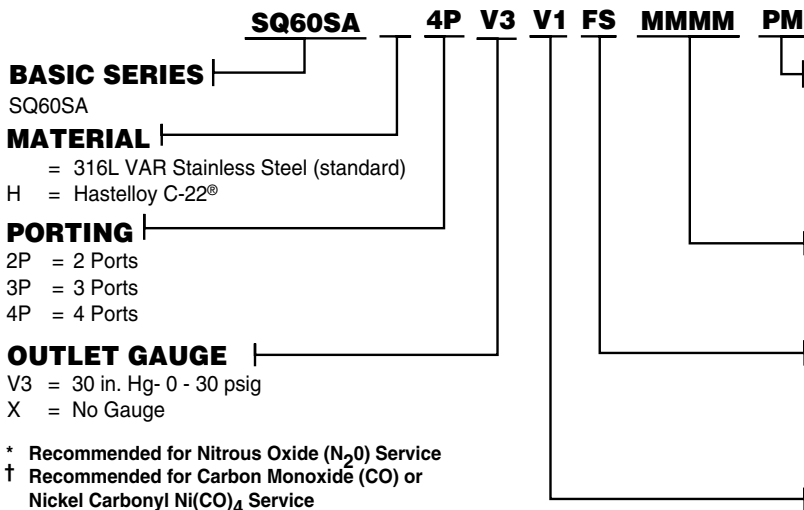 SQ60SA 4P V3 V1 FS MMMM PM
BASIC SERIES
SQ60SA
MATERIAL
= 316L VAR Stainless Steel (standard)
H = Hastelloy C-22®
PORTING
2P = 2 Ports
3P = 3 Ports
4P = 4 Ports
OUTLET GAUGE
V3 = 30 in. Hg- 0 - 30 psig
X = No Gauge
* Recommended for Nitrous Oxide (N20) Service
† Recommended for Carbon Monoxide (CO) or
Nickel Carbonyl Ni(CO)4 Service